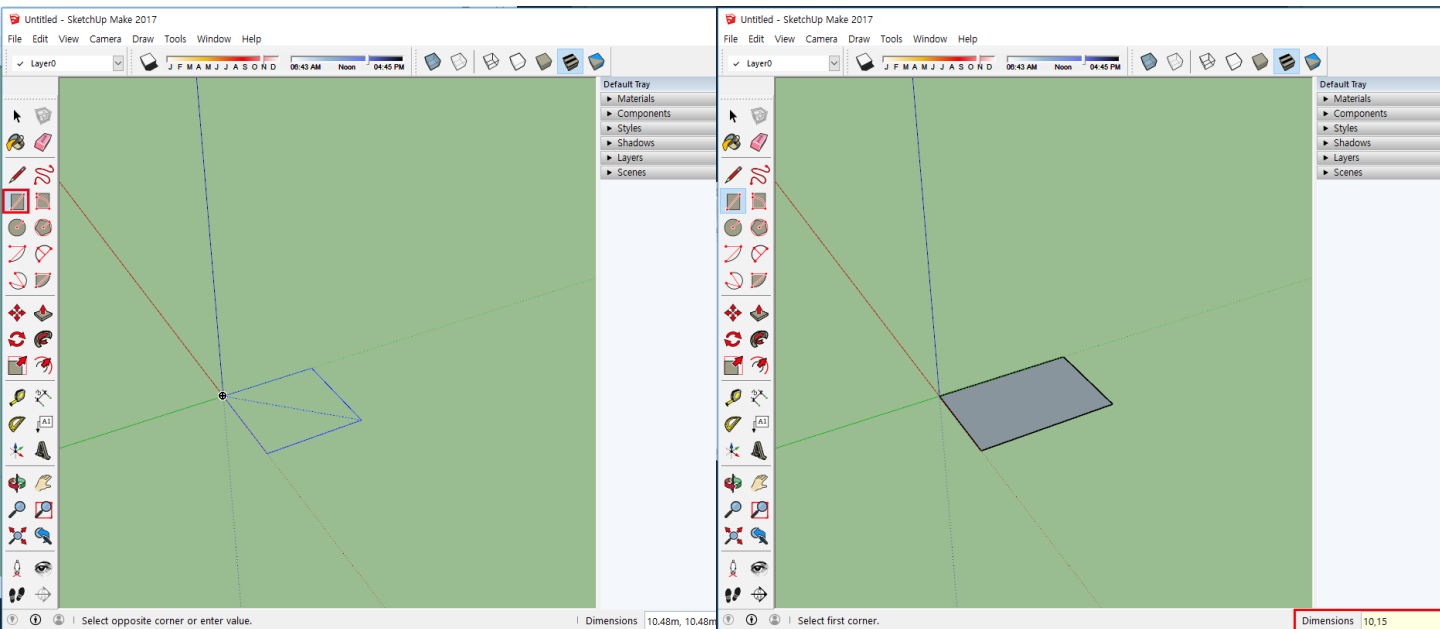 Untitled - SketchUp Make 2017
File Edit View Camera Draw Tools Window Help
Layer0
J F M A M J J A S O N D
06:43 AM Noon 04:45 PM
Default Tray
Materials
Components
Styles
Shadows
Layers
Scenes
A1
Select opposite corner or enter value.
Dimensions 10.48m, 10.48m
Untitled - SketchUp Make 2017
File Edit View Camera Draw Tools Window Help
Layer0
J F M A M J J A S O N D
06:43 AM Noon 04:45 PM
Default Tray
Materials
Components
Styles
Shadows
Layers
Scenes
A1
Select first corner.
Dimensions 10,15